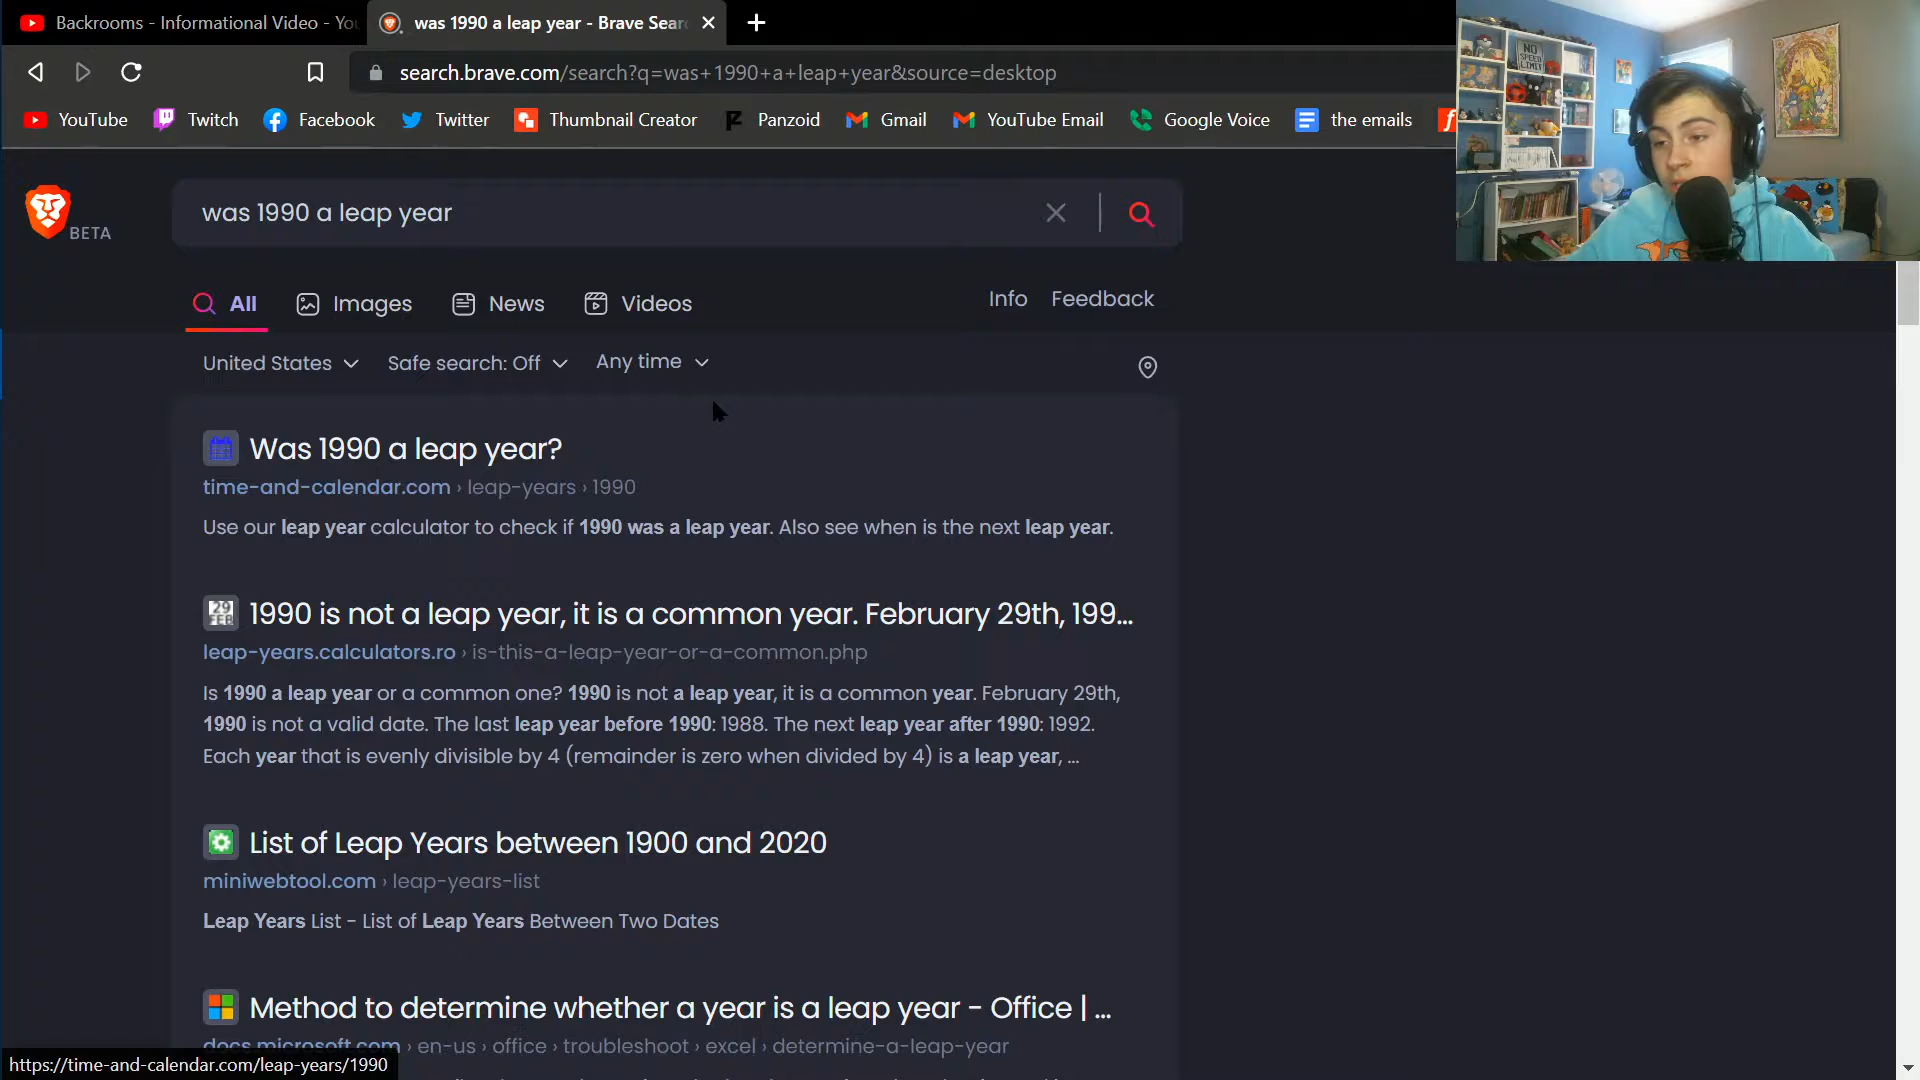 Backrooms - Informational Video - You
was 1990 a leap year - Brave Sear
search.brave.com/search?q=was+1990+a+leap+year&source=desktop
YouTube
Twitch
Facebook
Twitter
Thumbnail Creator
Panzoid
Gmail
YouTube Email
Google Voice
the emails
NO SPEED LIMIT
BETA
was 1990 a leap year
All
Images
News
Videos
Info
Feedback
United States
Safe search: Off
Any time
Was 1990 a leap year?
time-and-calendar.com › leap-years › 1990
Use our leap year calculator to check if 1990 was a leap year. Also see when is the next leap year.
29 FEB
1990 is not a leap year, it is a common year. February 29th, 199...
leap-years.calculators.ro › is-this-a-leap-year-or-a-common.php
Is 1990 a leap year or a common one? 1990 is not a leap year, it is a common year. February 29th,
1990 is not a valid date. The last leap year before 1990: 1988. The next leap year after 1990: 1992.
Each year that is evenly divisible by 4 (remainder is zero when divided by 4) is a leap year, ...
List of Leap Years between 1900 and 2020
miniwebtool.com › leap-years-list
Leap Years List - List of Leap Years Between Two Dates
Method to determine whether a year is a leap year - Office | ...
docs.microsoft.com › en-us › office › troubleshoot › excel › determine-a-leap-year
https://time-and-calendar.com/leap-years/1990